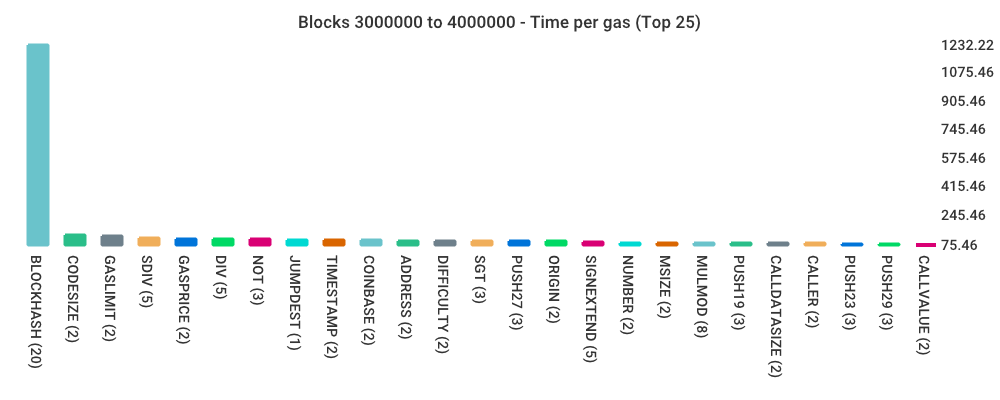 Blocks 3000000 to 4000000 - Time per gas (Top 25)
1232.22
1075.46
905.46
745.46
575.46
415.46
245.46
75.46
BLOCKHASH (20)
CODESIZE (2)
GASLIMIT (2)
SDIV (5)
GASPRICE (2)
DIV (5)
NOT (3)
JUMPDEST (1)
TIMESTAMP (2)
COINBASE (2)
ADDRESS (2)
DIFFICULTY (2)
SGT (3)
PUSH27 (3)
ORIGIN (2)
SIGNEXTEND (5)
NUMBER (2)
MSIZE (2)
MULMOD (8)
PUSH19 (3)
CALLDATASIZE (2)
CALLER (2)
PUSH23 (3)
PUSH29 (3)
CALLVALUE (2)